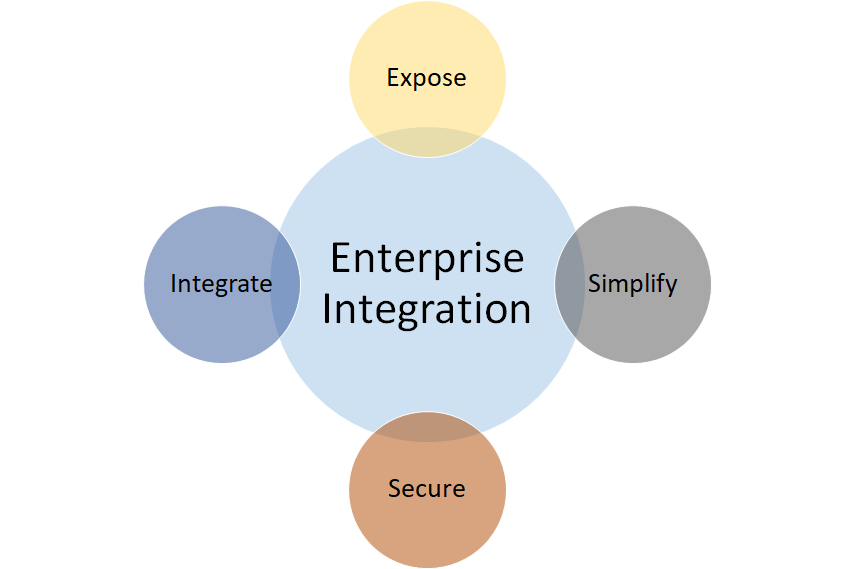 Expose
Integrate
Enterprise
Integration
Simplify
Secure